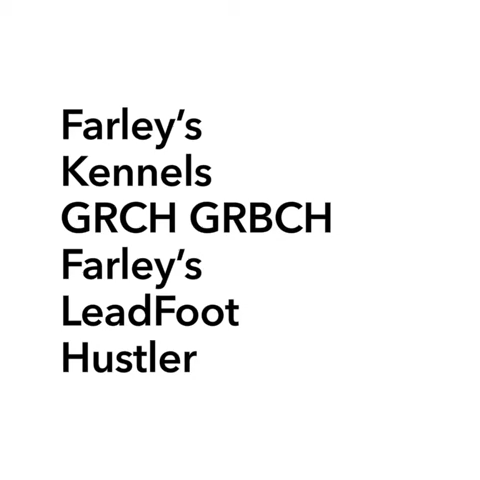 Farley’s
Kennels
GRCH GRBCH
Farley’s
LeadFoot
Hustler